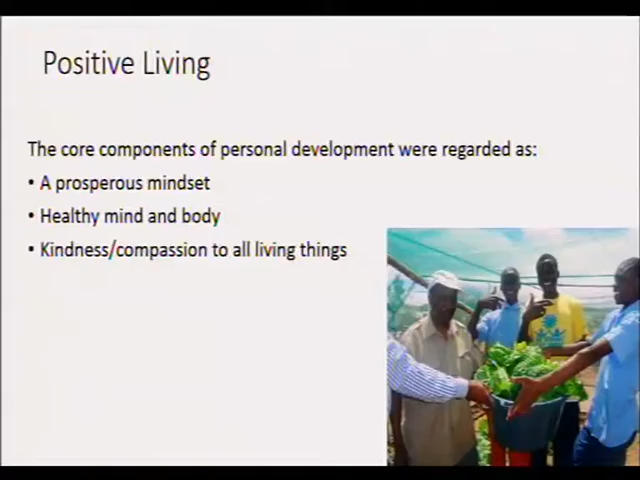 Positive Living
The core components of personal development were regarded as:
• A prosperous mindset
• Healthy mind and body
• Kindness/compassion to all living things